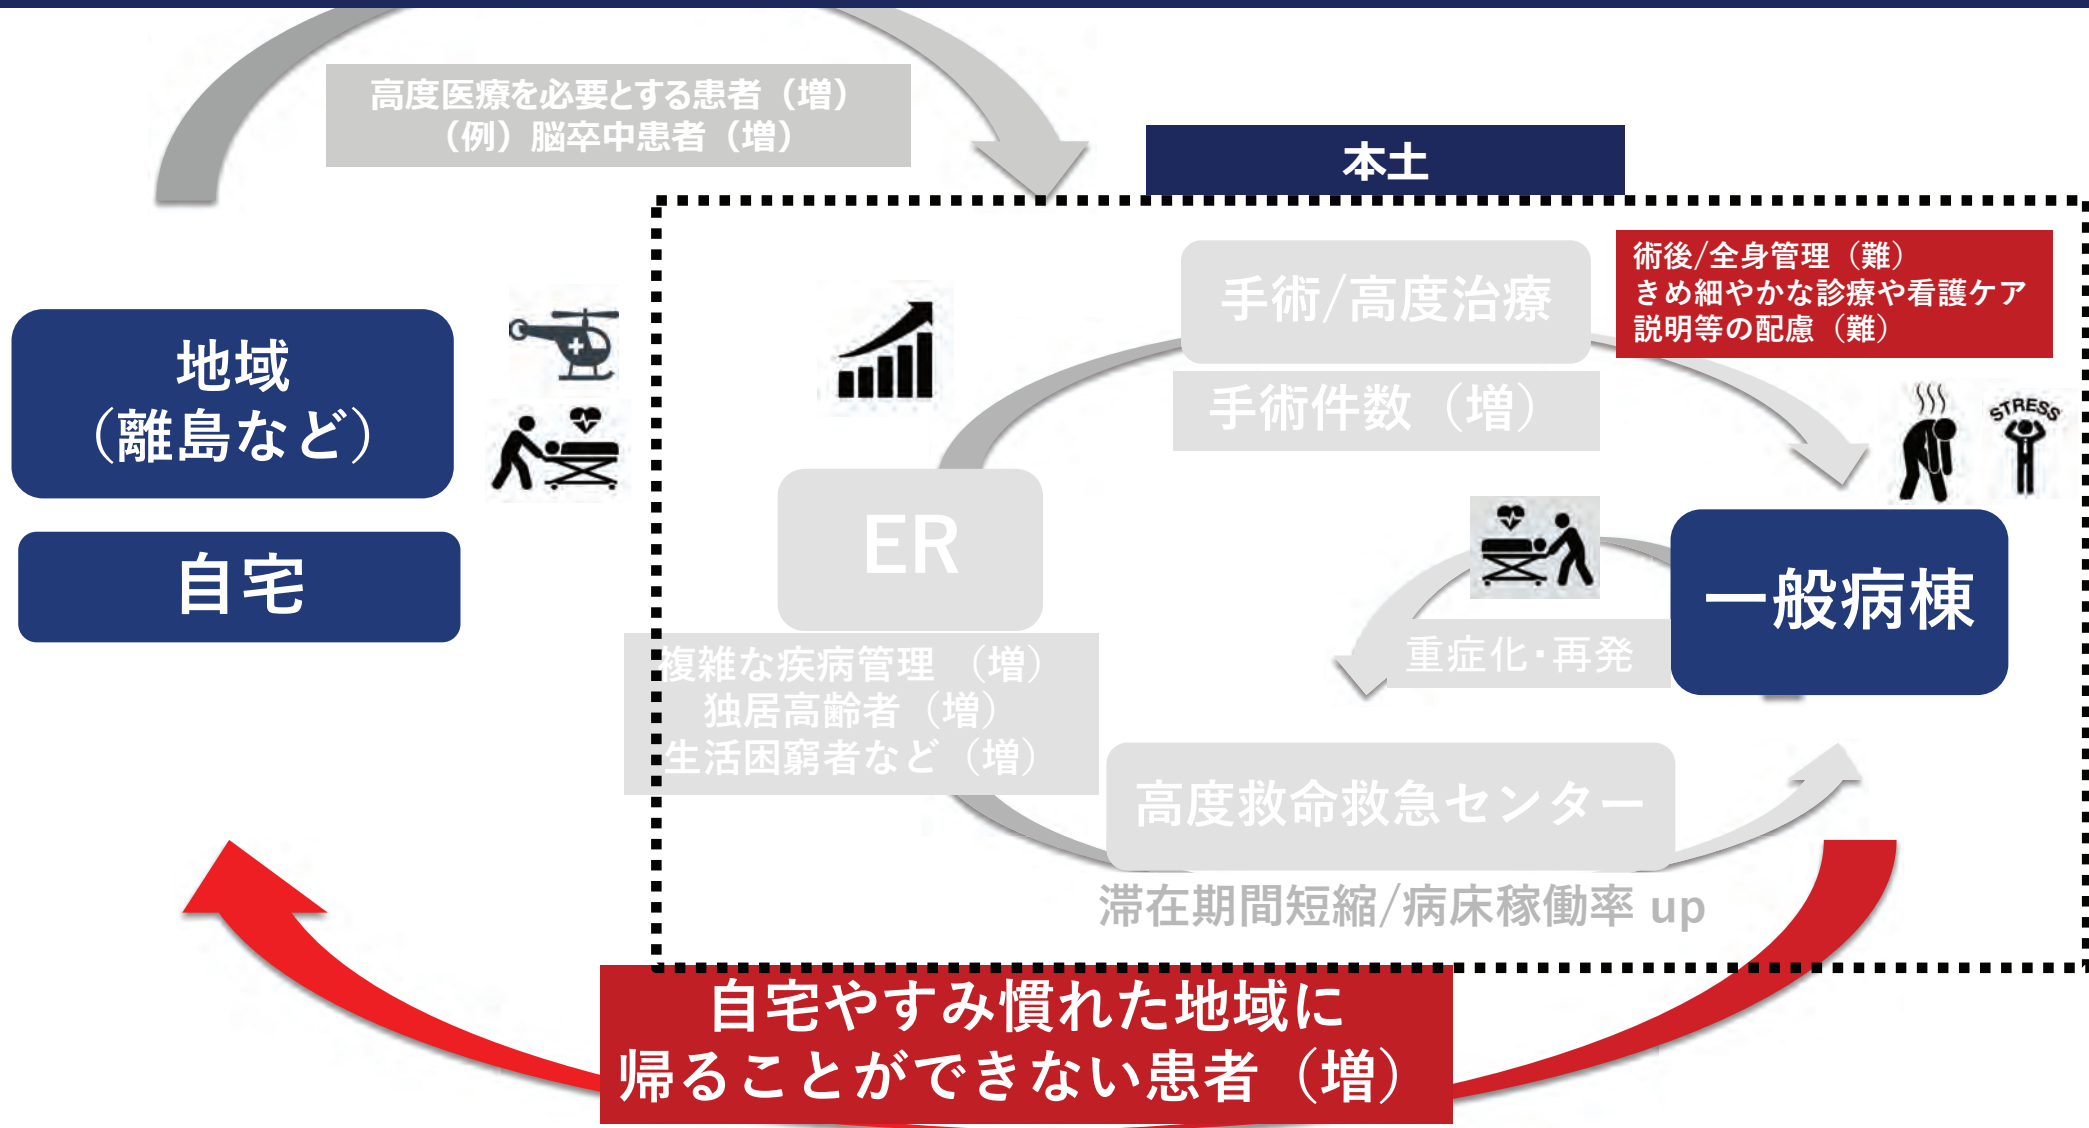 高度医療を必要とする患者（増）
（例）脳卒中患者（増）
本土
手術/高度治療
手術件数（増）
術後/全身管理（難）
きめ細やかな診療や看護ケア
説明等の配慮（難）
地域
（離島など）
自宅
STRESS
ER
複雑な疾病管理 （増）
独居高齢者（増）
生活困窮者など（増）
一般病棟
重症化・再発
高度救命救急センター
滞在期間短縮/病床稼働率 up
自宅やすみ慣れた地域に
帰ることができない患者（増）